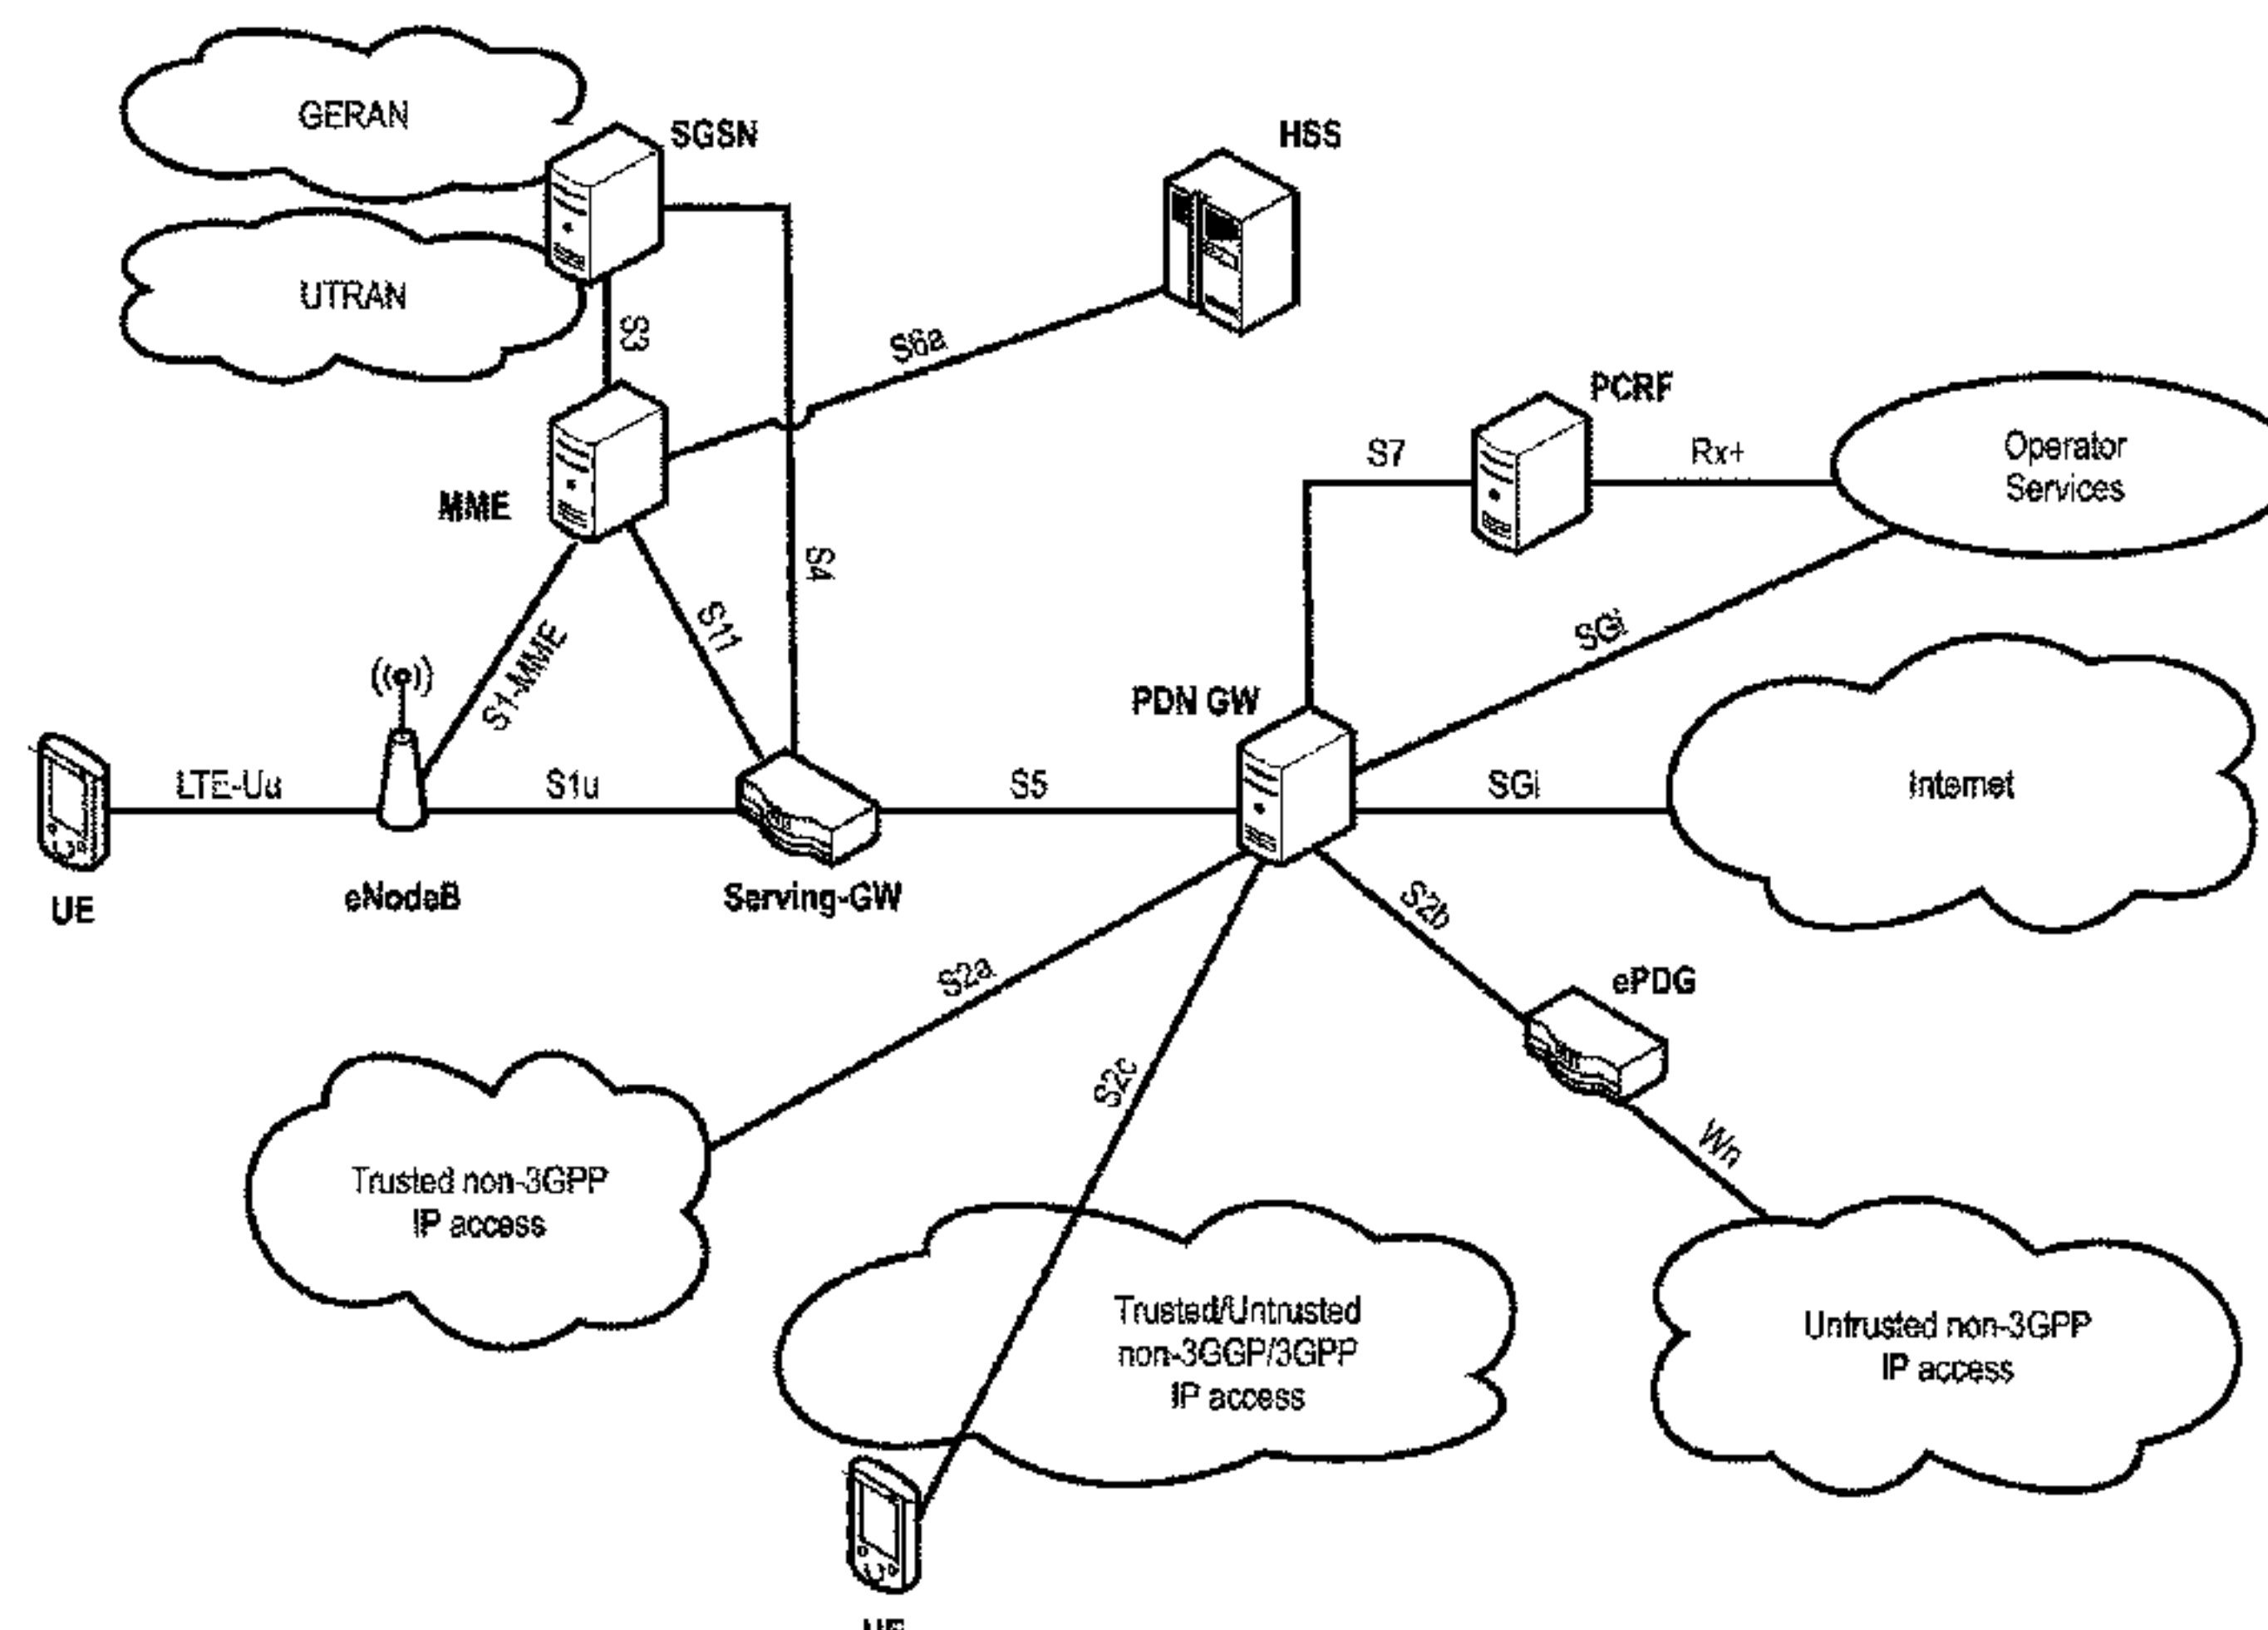 GERAN
SGSN
HSS
UTRAN
S3
S6a
PCRF
S7
Rx+
Operator
Services
MME
S4
S11
S1-MME
SGi
PDN GW
LTE-Uu
S1u
S5
SGi
Internet
UE
eNodeB
Serving-GW
S2b
S2a
ePDG
S2c
Wn
Trusted non-3GPP
IP access
Trusted/Untrusted
non-3GGP/3GPP
IP access
Untrusted non-3GPP
IP access
UE